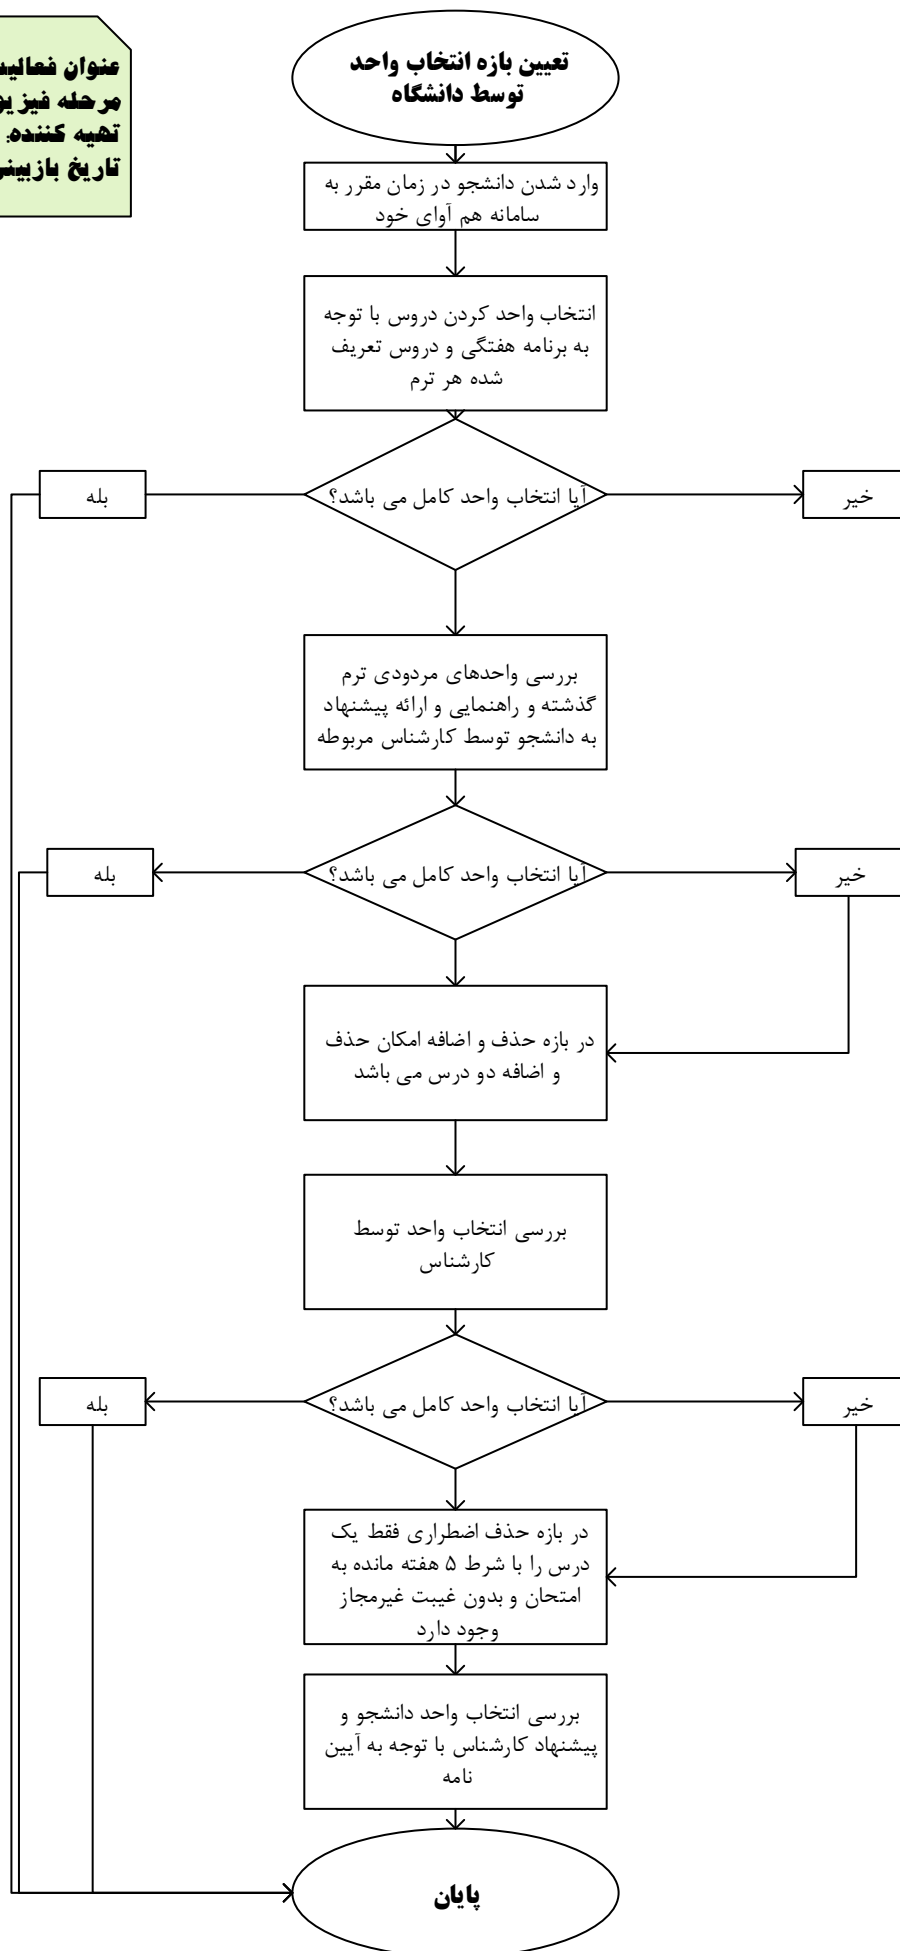 عنوان
مرحله
تهیه کننده:
تاریخ
تعیین بازه انتخاب واحد
توسط دانشگاه
وارد شدن دانشجو در زمان مقرر به
سامانه هم آوای خود
انتخاب واحد کردن دروس با توجه
به برنامه هفتگی و دروس تعریف
شده هر ترم
آیا انتخاب واحد کامل می باشد؟
بله
خیر
بررسی واحدهای مردودی ترم
گذشته و راهنمایی و ارائه پیشنهاد
به دانشجو توسط کارشناس مربوطه
آیا انتخاب واحد کامل می باشد؟
بله
خیر
در بازه حذف و اضافه امکان حذف
و اضافه دو درس می باشد
بررسی انتخاب واحد توسط
کارشناس
آیا انتخاب واحد کامل می باشد؟
بله
خیر
در بازه حذف اضطراری فقط یک
درس را با شرط ۵ هفته مانده به
امتحان و بدون غیبت غیرمجاز
وجود دارد
بررسی انتخاب واحد دانشجو و
پیشنهاد کارشناس با توجه به آیین
نامه
پایان